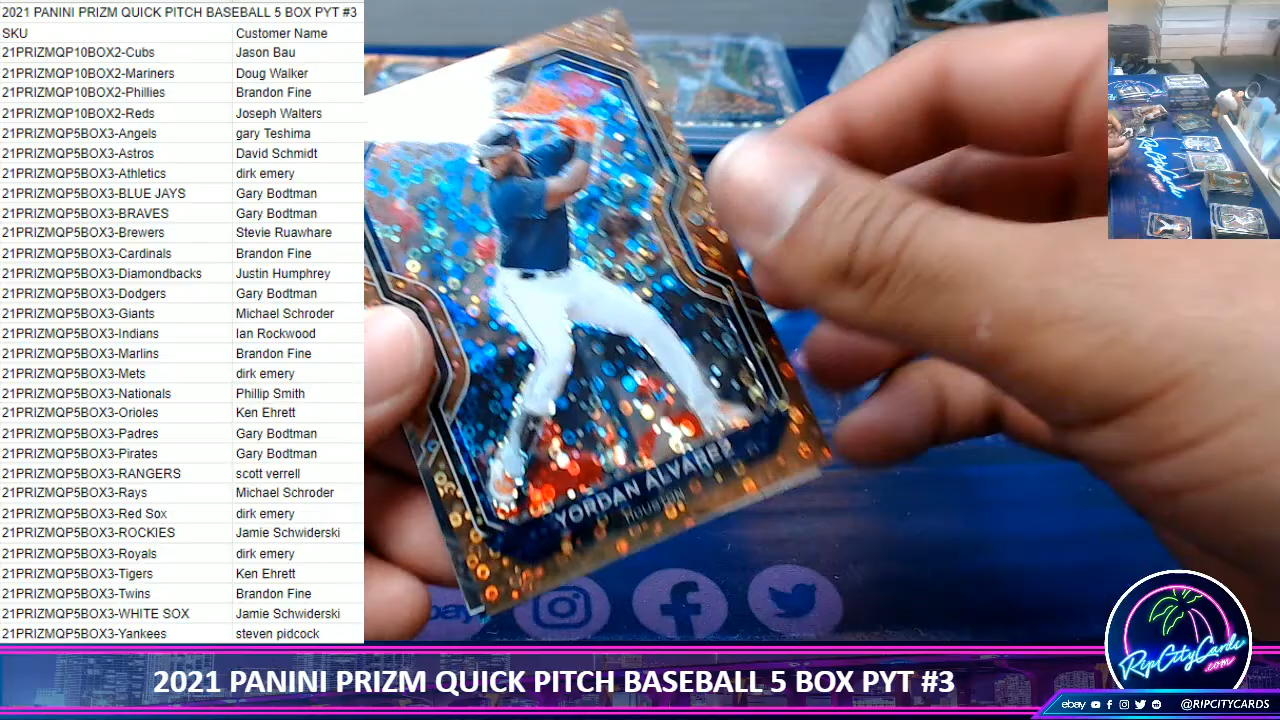 2021 PANINI PRIZM QUICK PITCH BASEBALL 5 BOX PYT #3
SKU Customer Name
21PRIZMQP10BOX2-Cubs Jason Bau
21PRIZMQP10BOX2-Mariners Doug Walker
21PRIZMQP10BOX2-Phillies Brandon Fine
21PRIZMQP10BOX2-Reds Joseph Walters
21PRIZMQP5BOX3-Angels gary Teshima
21PRIZMQP5BOX3-Astros David Schmidt
21PRIZMQP5BOX3-Athletics dirk emery
21PRIZMQP5BOX3-BLUE JAYS Gary Bodtman
21PRIZMQP5BOX3-BRAVES Gary Bodtman
21PRIZMQP5BOX3-Brewers Stevie Ruawhare
21PRIZMQP5BOX3-Cardinals Brandon Fine
21PRIZMQP5BOX3-Diamondbacks Justin Humphrey
21PRIZMQP5BOX3-Dodgers Gary Bodtman
21PRIZMQP5BOX3-Giants Michael Schroder
21PRIZMQP5BOX3-Indians Ian Rockwood
21PRIZMQP5BOX3-Marlins Brandon Fine
21PRIZMQP5BOX3-Mets dirk emery
21PRIZMQP5BOX3-Nationals Phillip Smith
21PRIZMQP5BOX3-Orioles Ken Ehrett
21PRIZMQP5BOX3-Padres Gary Bodtman
21PRIZMQP5BOX3-Pirates Gary Bodtman
21PRIZMQP5BOX3-RANGERS scott verrell
21PRIZMQP5BOX3-Rays Michael Schroder
21PRIZMQP5BOX3-Red Sox dirk emery
21PRIZMQP5BOX3-ROCKIES Jamie Schwiderski
21PRIZMQP5BOX3-Royals dirk emery
21PRIZMQP5BOX3-Tigers Ken Ehrett
21PRIZMQP5BOX3-Twins Brandon Fine
21PRIZMQP5BOX3-WHITE SOX Jamie Schwiderski
21PRIZMQP5BOX3-Yankees steven pidcock
YORDAN ALVAREZ
HOUSTON
ebay
RipCityCards
.com
RipCityCards
.com
2021 PANINI PRIZM QUICK PITCH BASEBALL 5 BOX PYT #3
ebay @RIPCITYCARDS